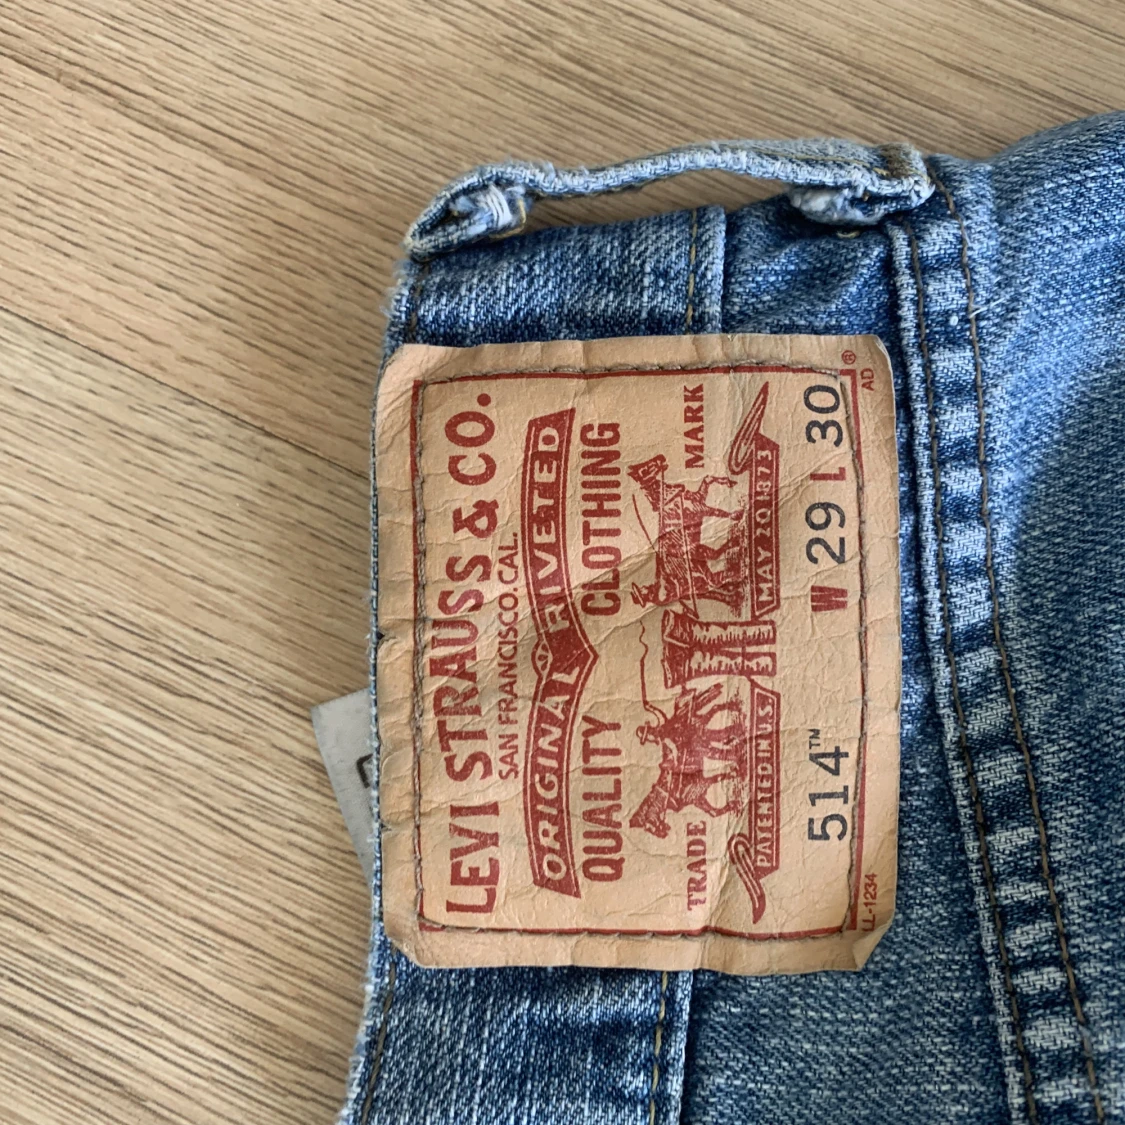 LEVI STRAUSS & CO.
SAN FRANCISCO. CAL.
ORIGINAL RIVETED
QUALITY CLOTHING
TRADE MARK
PATENTED IN U.S. MAY 20 1873
514™ W 29 L 30
LL-1234 AD ®